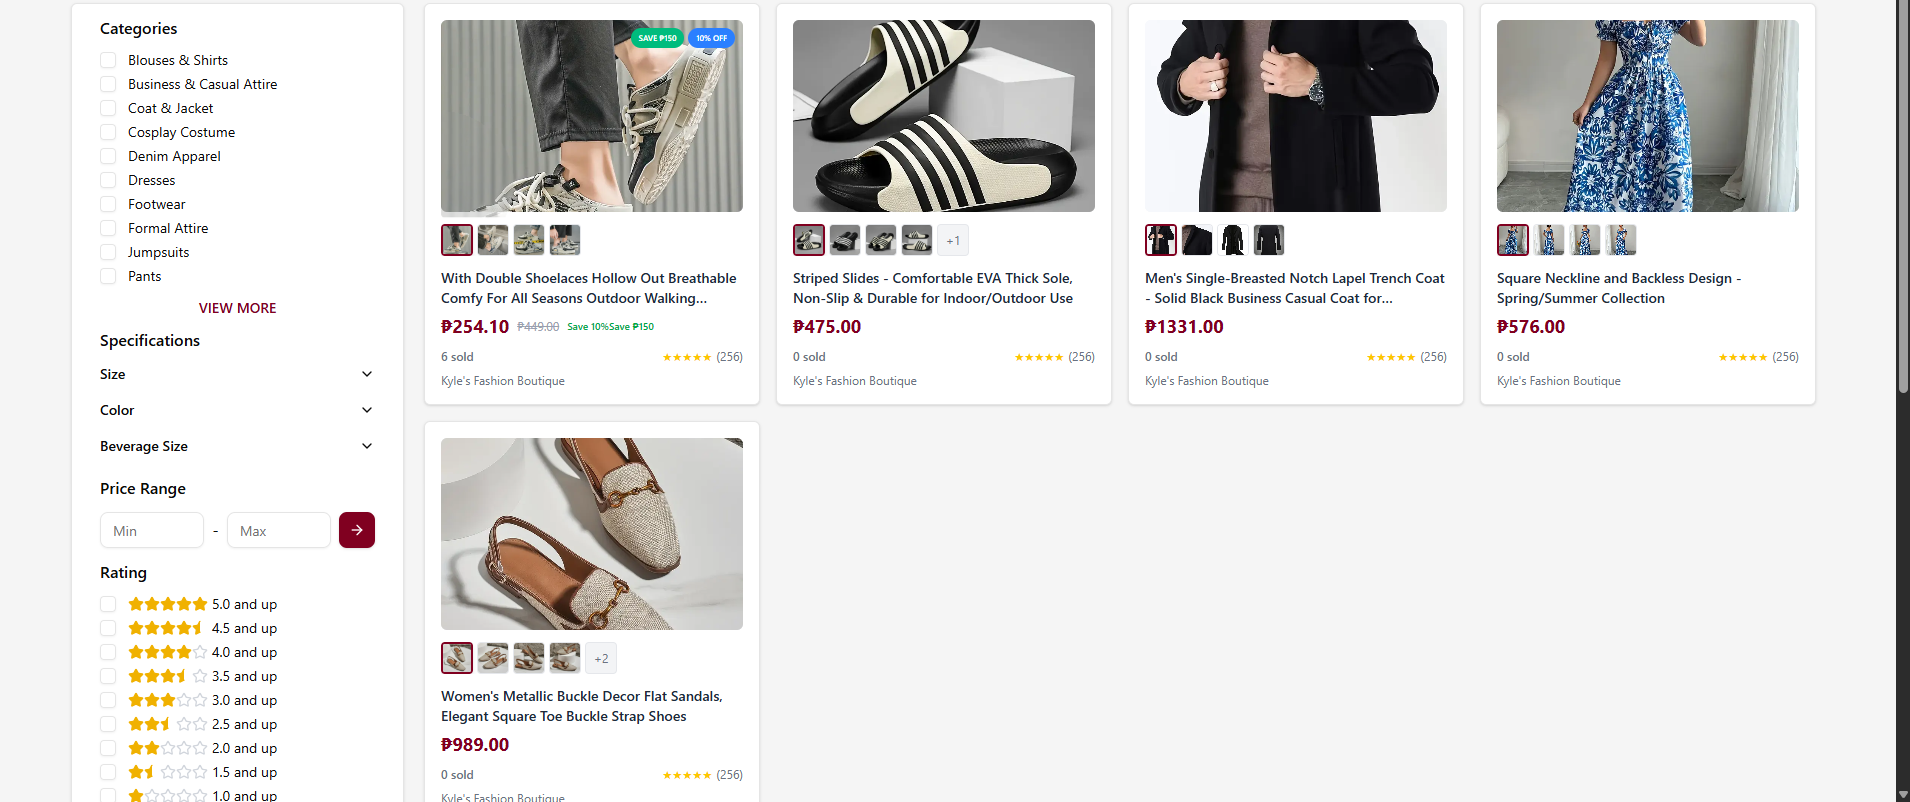 Categories
Blouses & Shirts
Business & Casual Attire
Coat & Jacket
Cosplay Costume
Denim Apparel
Dresses
Footwear
Formal Attire
Jumpsuits
Pants
VIEW MORE
Specifications
Size
Color
Beverage Size
Price Range
Min - Max
Rating
5.0 and up
4.5 and up
4.0 and up
3.5 and up
3.0 and up
2.5 and up
2.0 and up
1.5 and up
1.0 and up
SAVE ₱150 10% OFF
With Double Shoelaces Hollow Out Breathable
Comfy For All Seasons Outdoor Walking...
₱254.10 ₱449.00 Save 10%Save ₱150
6 sold (256)
Kyle's Fashion Boutique
+1
Striped Slides - Comfortable EVA Thick Sole,
Non-Slip & Durable for Indoor/Outdoor Use
₱475.00
0 sold (256)
Kyle's Fashion Boutique
Men's Single-Breasted Notch Lapel Trench Coat
- Solid Black Business Casual Coat for...
₱1331.00
0 sold (256)
Kyle's Fashion Boutique
Square Neckline and Backless Design -
Spring/Summer Collection
₱576.00
0 sold (256)
Kyle's Fashion Boutique
+2
Women's Metallic Buckle Decor Flat Sandals,
Elegant Square Toe Buckle Strap Shoes
₱989.00
0 sold (256)
Kyle's Fashion Boutique